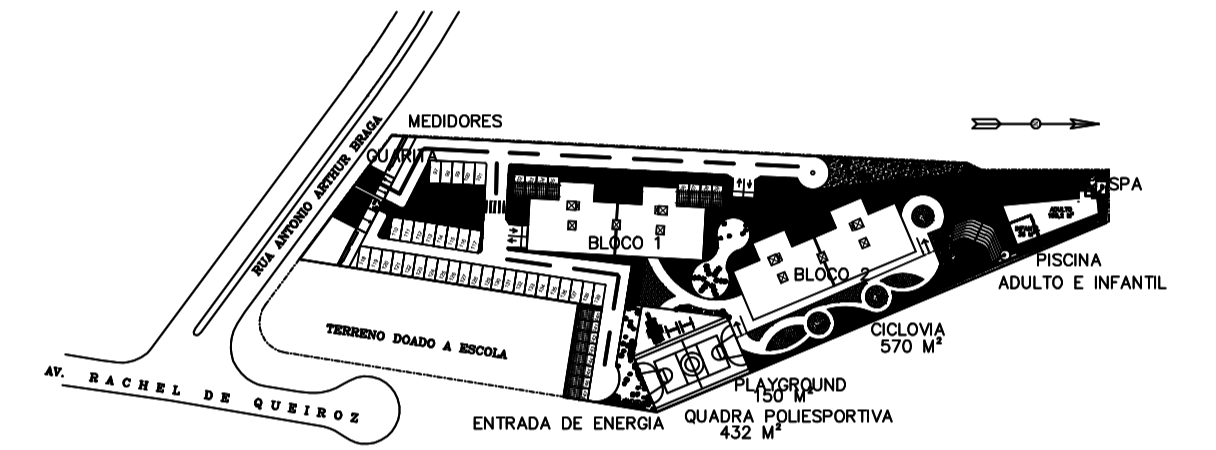 MEDIDORES
GUARITA
RUA ANTONIO ARTHUR BRAGA
SPA
BLOCO 1
BLOCO 2
PISCINA
ADULTO E INFANTIL
TERRENO DOADO A ESCOLA
CICLOVIA
570 M²
AV. RACHEL DE QUEIROZ
PLAYGROUND
150 M²
ENTRADA DE ENERGIA
QUADRA POLIESPORTIVA
432 M²